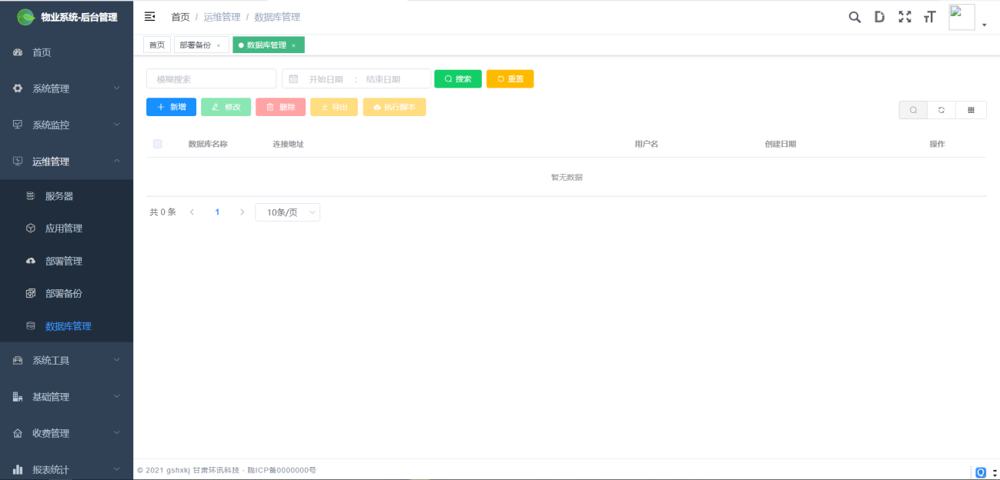 物业系统-后台管理
首页 / 运维管理 / 数据库管理
首页
部署备份 ×
数据库管理 ×
首页
系统管理
系统监控
运维管理
服务器
应用管理
部署管理
部署备份
数据库管理
系统工具
基础管理
收费管理
报表统计
模糊搜索
开始日期 : 结束日期
搜索
重置
新增
修改
删除
导出
执行脚本
数据库名称 连接地址 用户名 创建日期 操作
暂无数据
共 0 条 1 10条/页
© 2021 gshxkj 甘肃环讯科技 · 陇ICP备0000000号